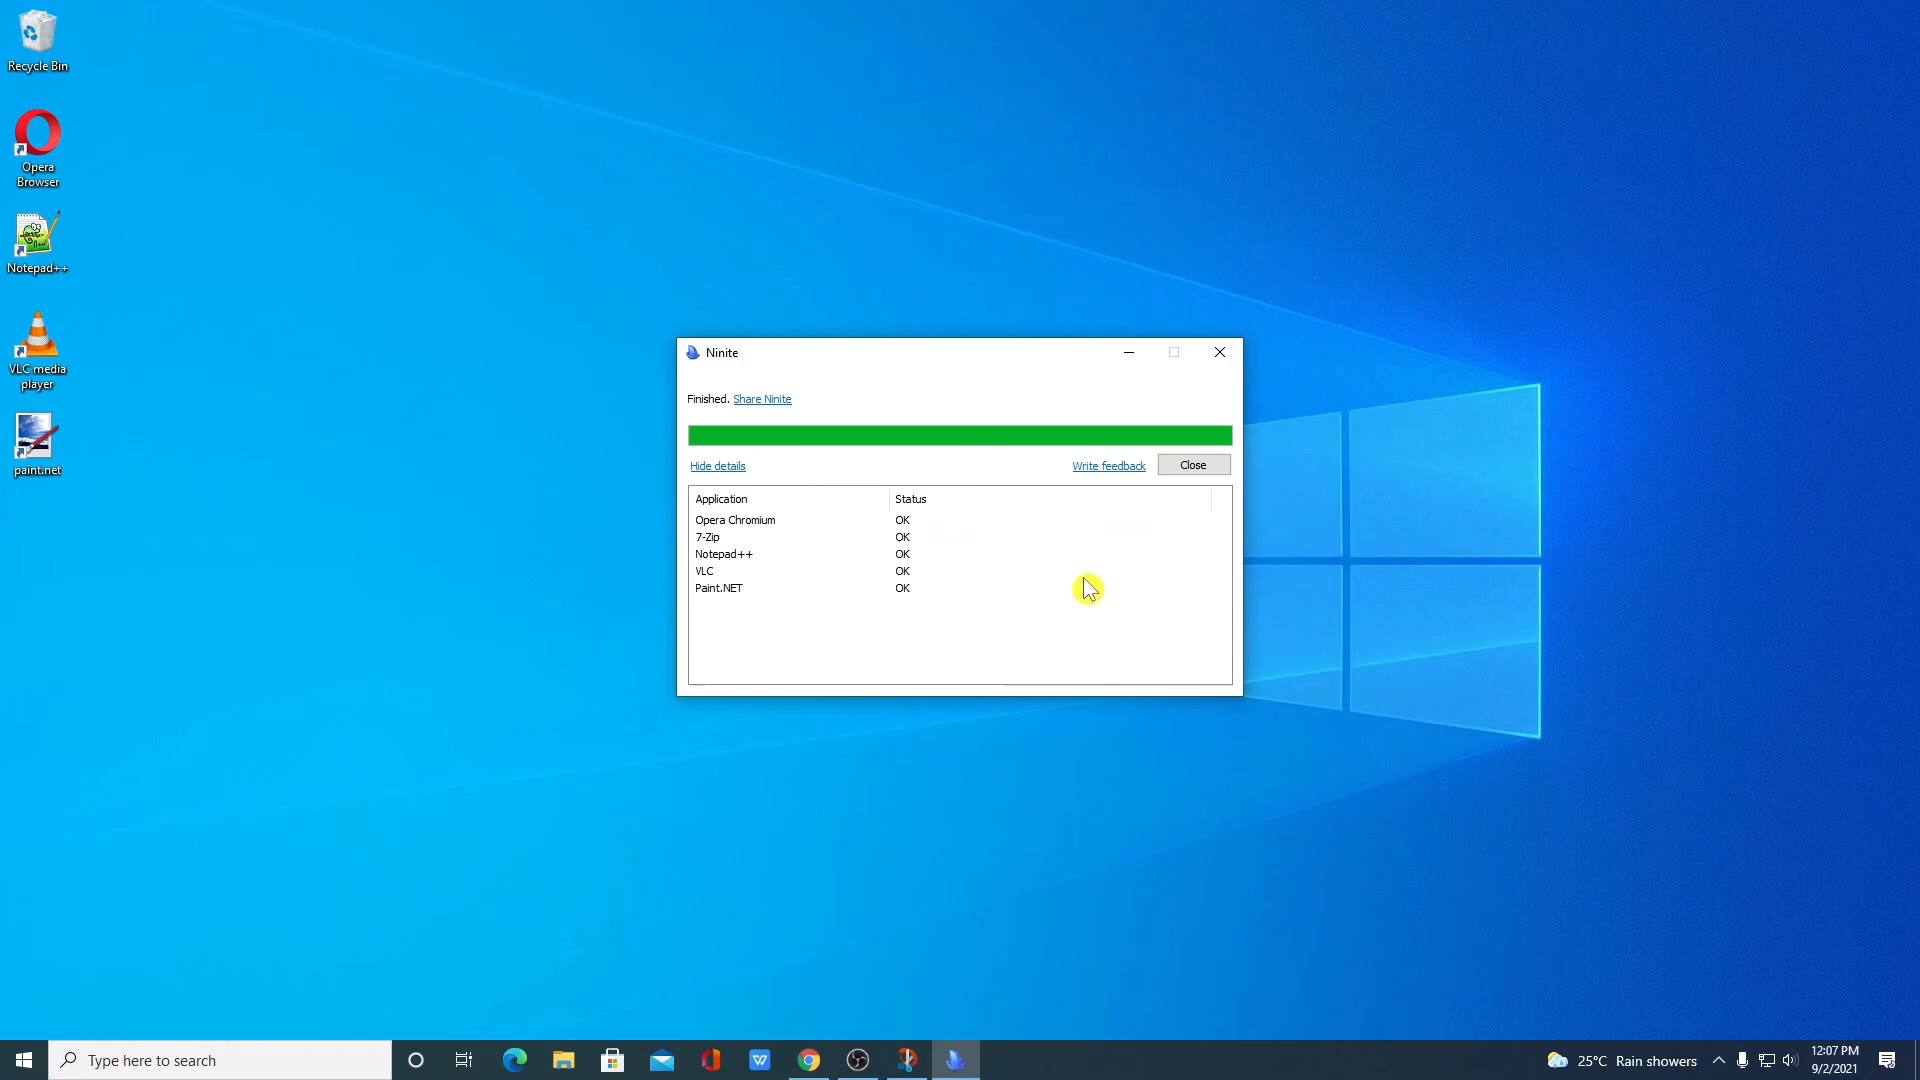 Recycle Bin
Opera
Browser
Notepad++
VLC media
player
paint.net
Ninite
Finished. Share Ninite
Hide details
Write feedback
Close
Application Status
Opera Chromium OK
7-Zip OK
Notepad++ OK
VLC OK
Paint.NET OK
Type here to search
25°C Rain showers
12:07 PM
9/2/2021